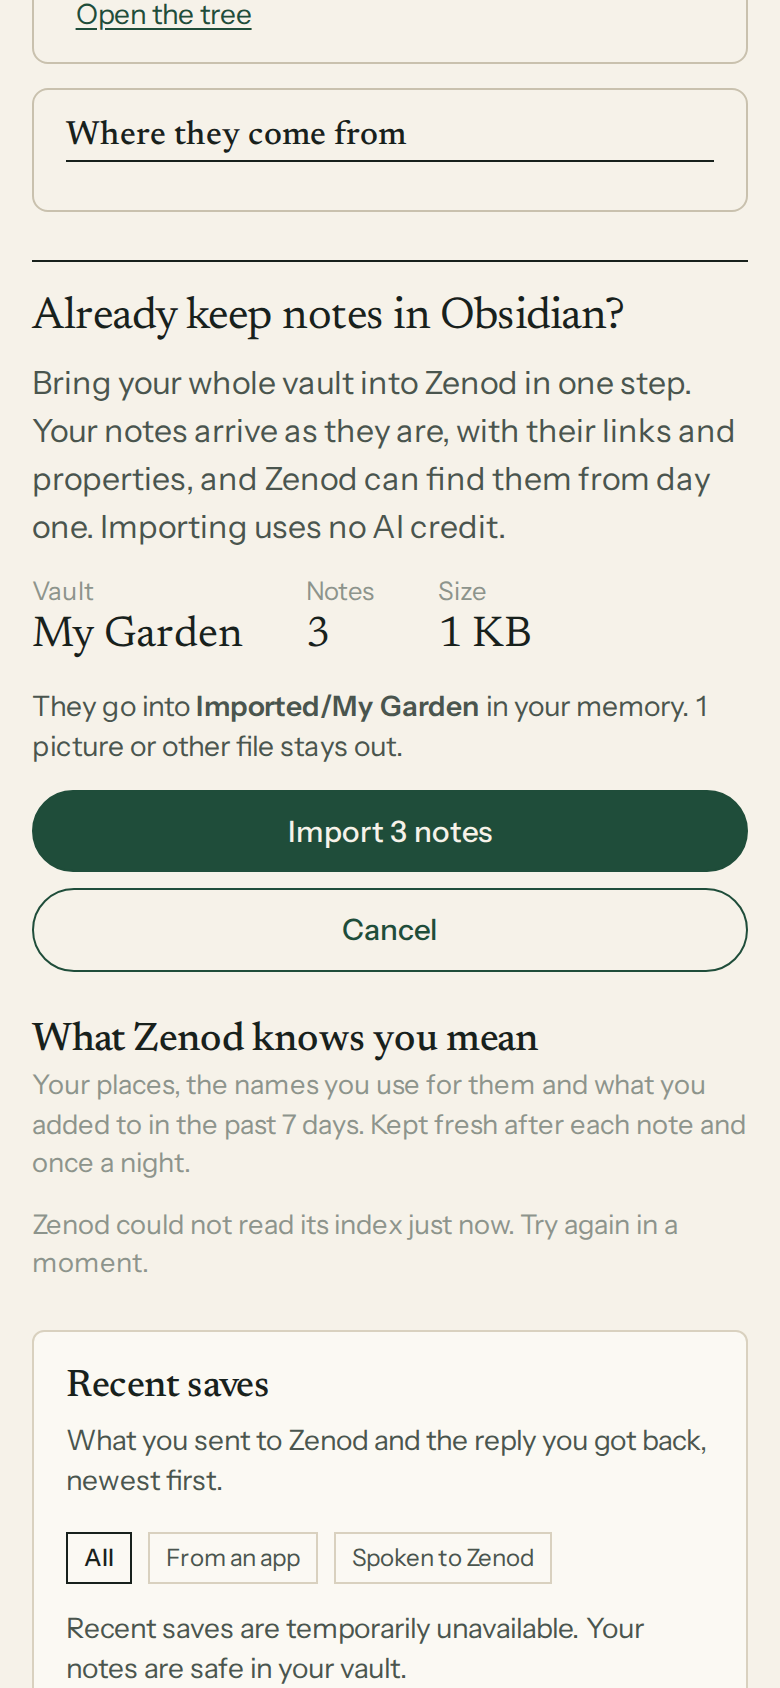 Open the tree
Where they come from
Already keep notes in Obsidian?
Bring your whole vault into Zenod in one step.
Your notes arrive as they are, with their links and
properties, and Zenod can find them from day
one. Importing uses no AI credit.
Vault Notes Size
My Garden 3 1 KB
They go into Imported/My Garden in your memory. 1
picture or other file stays out.
Import 3 notes
Cancel
What Zenod knows you mean
Your places, the names you use for them and what you
added to in the past 7 days. Kept fresh after each note and
once a night.
Zenod could not read its index just now. Try again in a
moment.
Recent saves
What you sent to Zenod and the reply you got back,
newest first.
All From an app Spoken to Zenod
Recent saves are temporarily unavailable. Your
notes are safe in your vault.